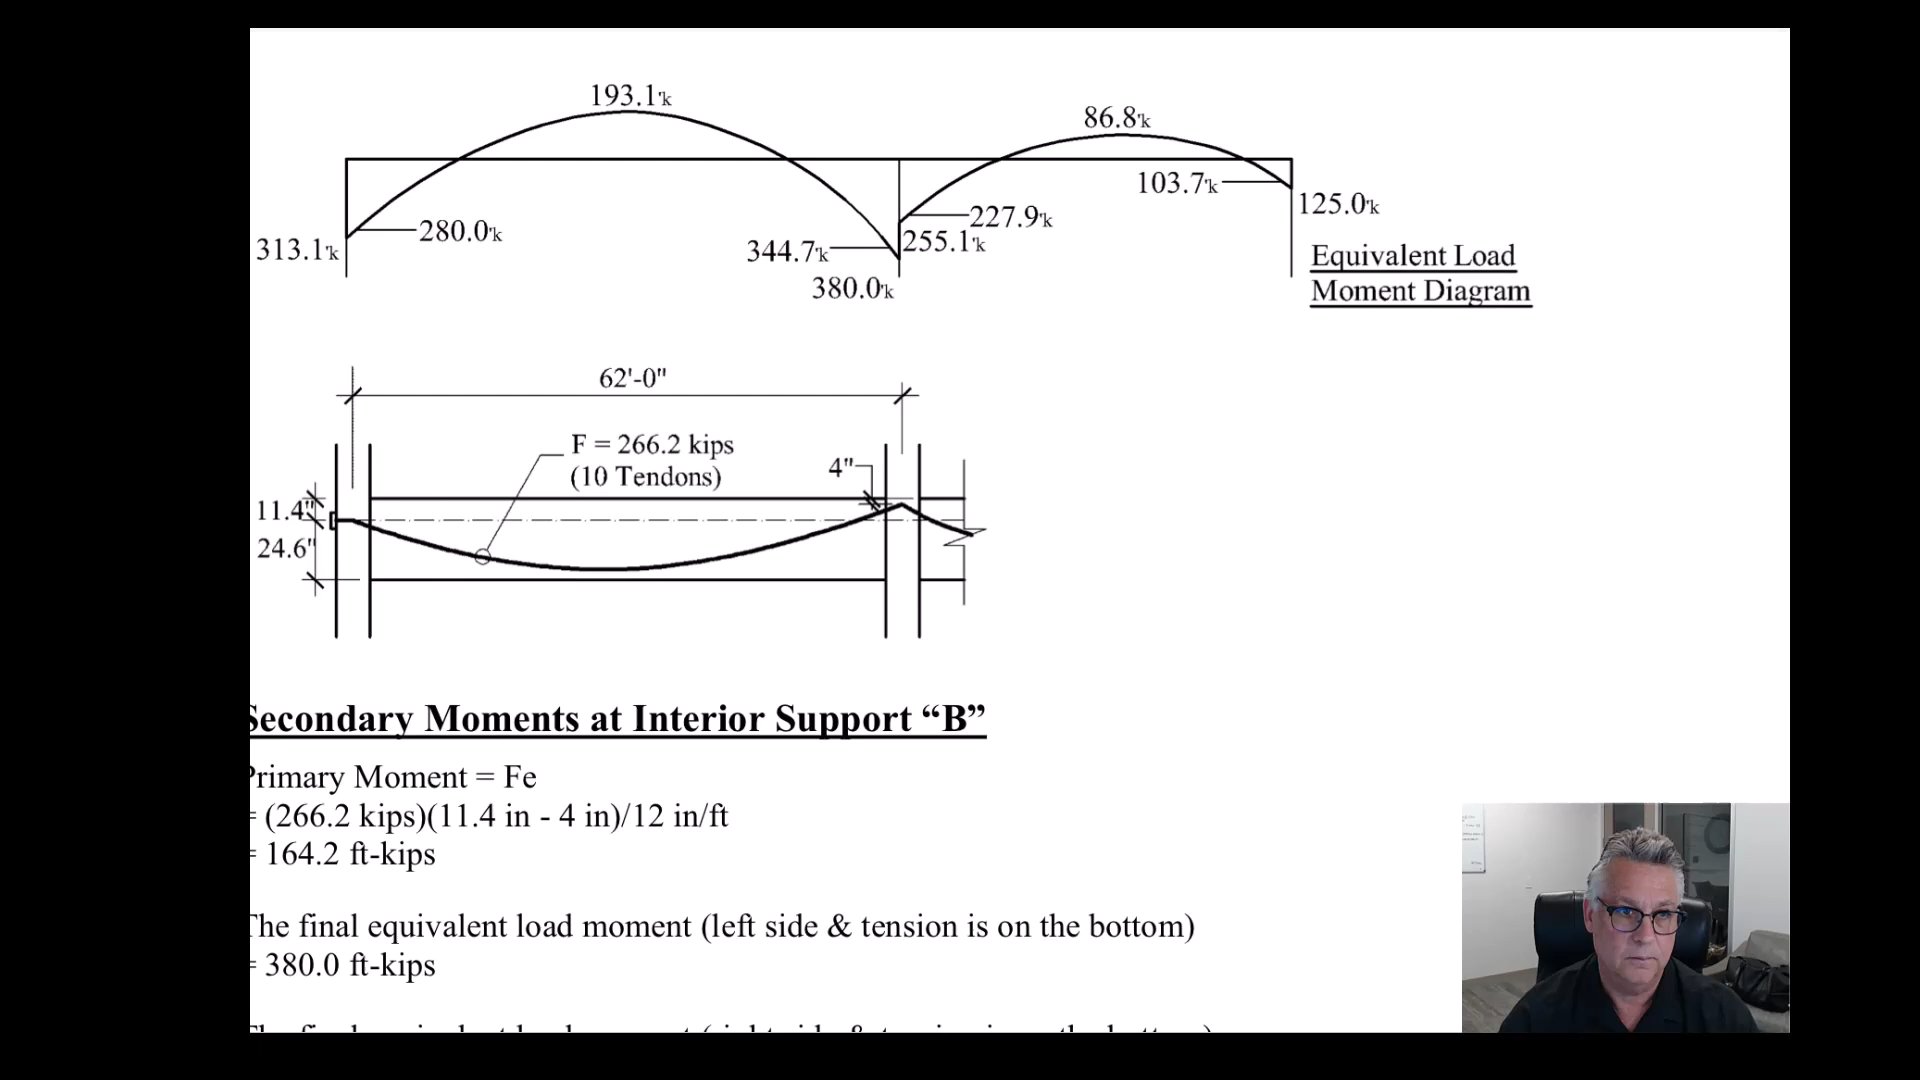 193.1'k
86.8'k
103.7'k
125.0'k
227.9'k
280.0'k
313.1'k
344.7'k
255.1'k
380.0'k
Equivalent Load
Moment Diagram
62'-0"
F = 266.2 kips
(10 Tendons)
4"
11.4"
24.6"
Secondary Moments at Interior Support “B”
Primary Moment = Fe
= (266.2 kips)(11.4 in - 4 in)/12 in/ft
= 164.2 ft-kips
The final equivalent load moment (left side & tension is on the bottom)
= 380.0 ft-kips